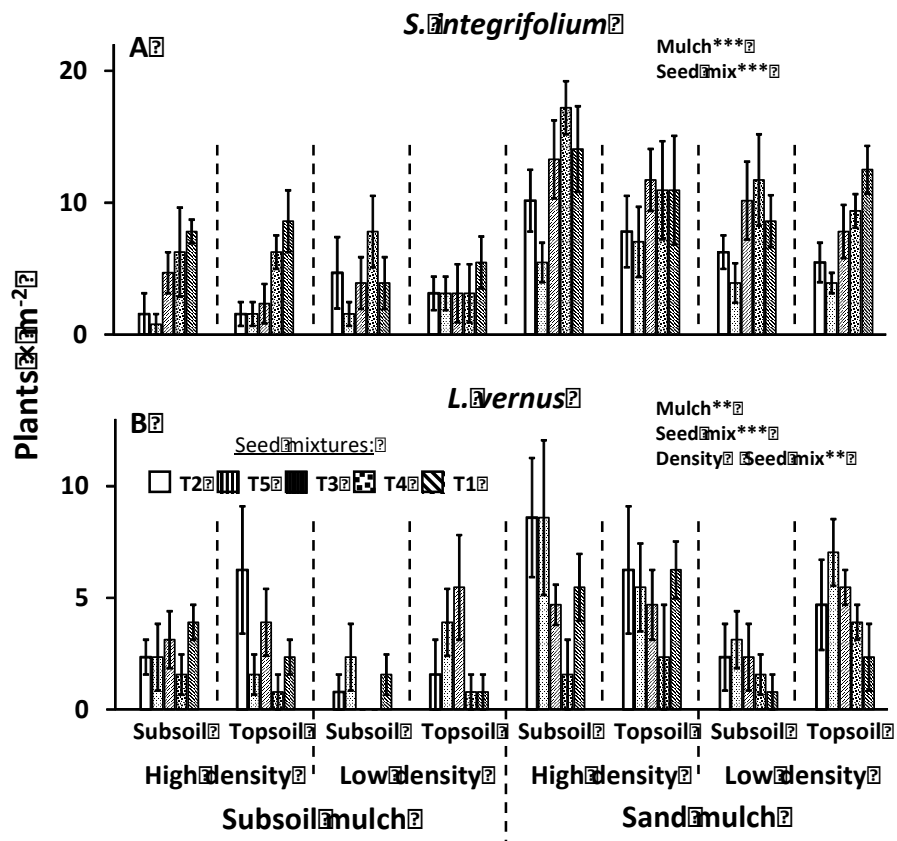 S. integrifolium
A
Mulch***
Seed mix***
20
10
0
Plants × m⁻²
L. vernus
B
Mulch**
Seed mix***
Density Seed mix**
Seed mixtures:
T2 T5 T3 T4 T1
10
5
0
Subsoil Topsoil Subsoil Topsoil Subsoil Topsoil Subsoil Topsoil
High density Low density High density Low density
Subsoil mulch Sand mulch